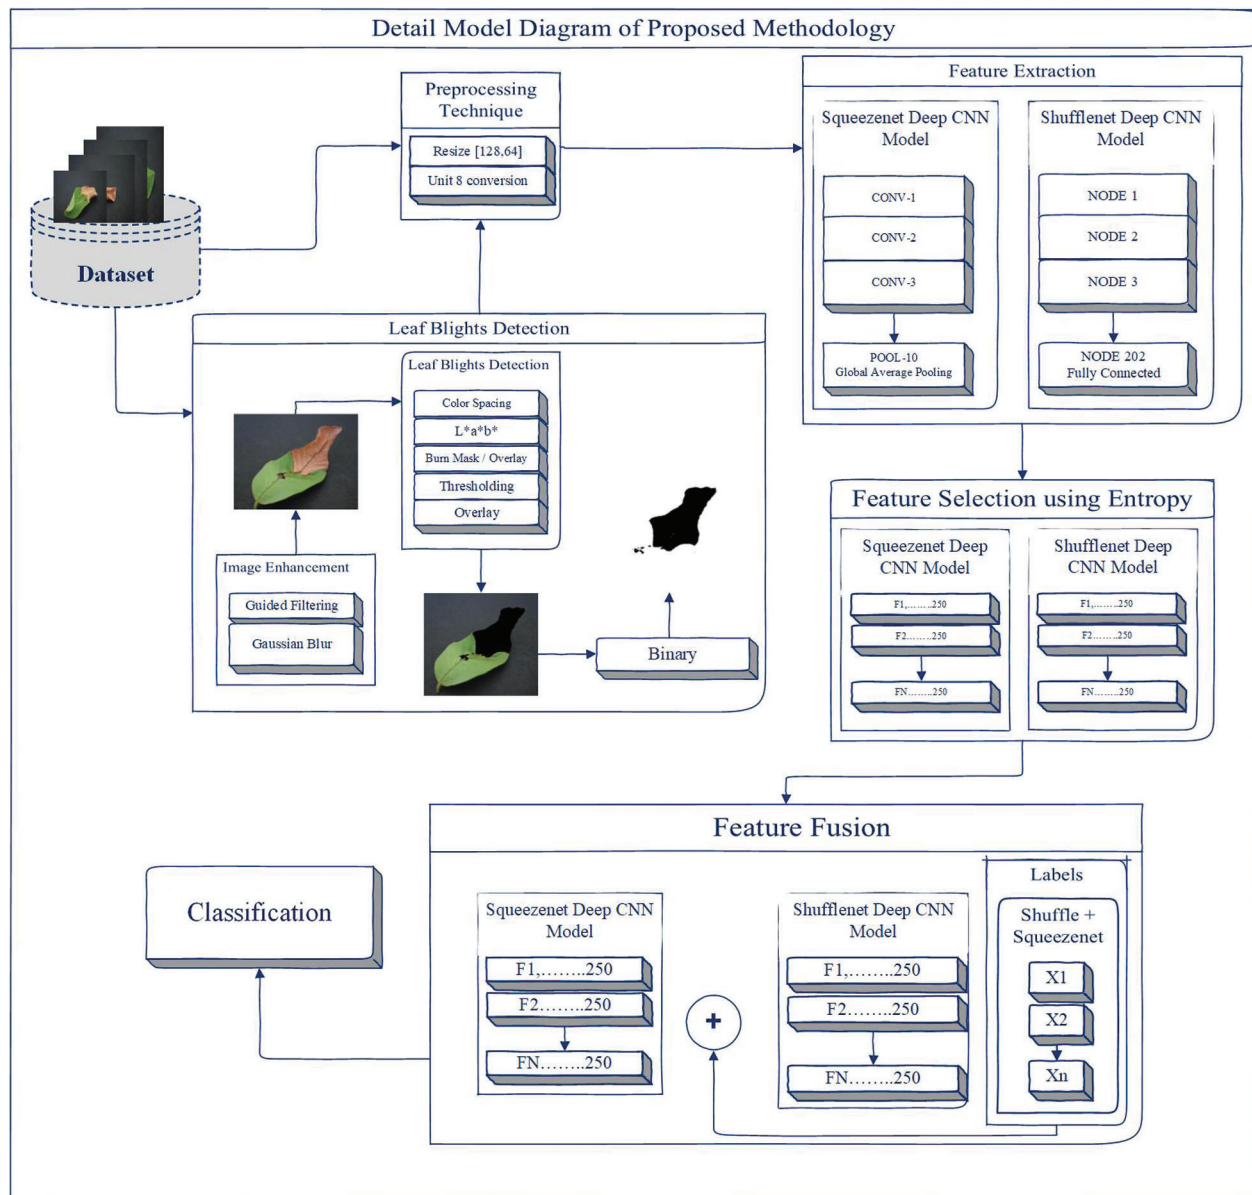 Detail Model Diagram of Proposed Methodology
Preprocessing
Technique
Resize [128,64]
Unit 8 conversion
Dataset
Feature Extraction
Squeezenet Deep CNN
Model
CONV-1
CONV-2
CONV-3
POOL-10
Global Average Pooling
Shufflenet Deep CNN
Model
NODE 1
NODE 2
NODE 3
NODE 202
Fully Connected
Leaf Blights Detection
Leaf Blights Detection
Color Spacing
L*a*b*
Burn Mask / Overlay
Thresholding
Overlay
Image Enhancement
Guided Filtering
Gaussian Blur
Binary
Feature Selection using Entropy
Squeezenet Deep
CNN Model
F1,........250
F2........250
FN........250
Shufflenet Deep
CNN Model
F1,........250
F2........250
FN........250
Feature Fusion
Squeezenet Deep CNN
Model
F1,........250
F2........250
FN........250
+
Shufflenet Deep CNN
Model
F1,........250
F2........250
FN........250
Labels
Shuffle +
Squeezenet
X1
X2
Xn
Classification